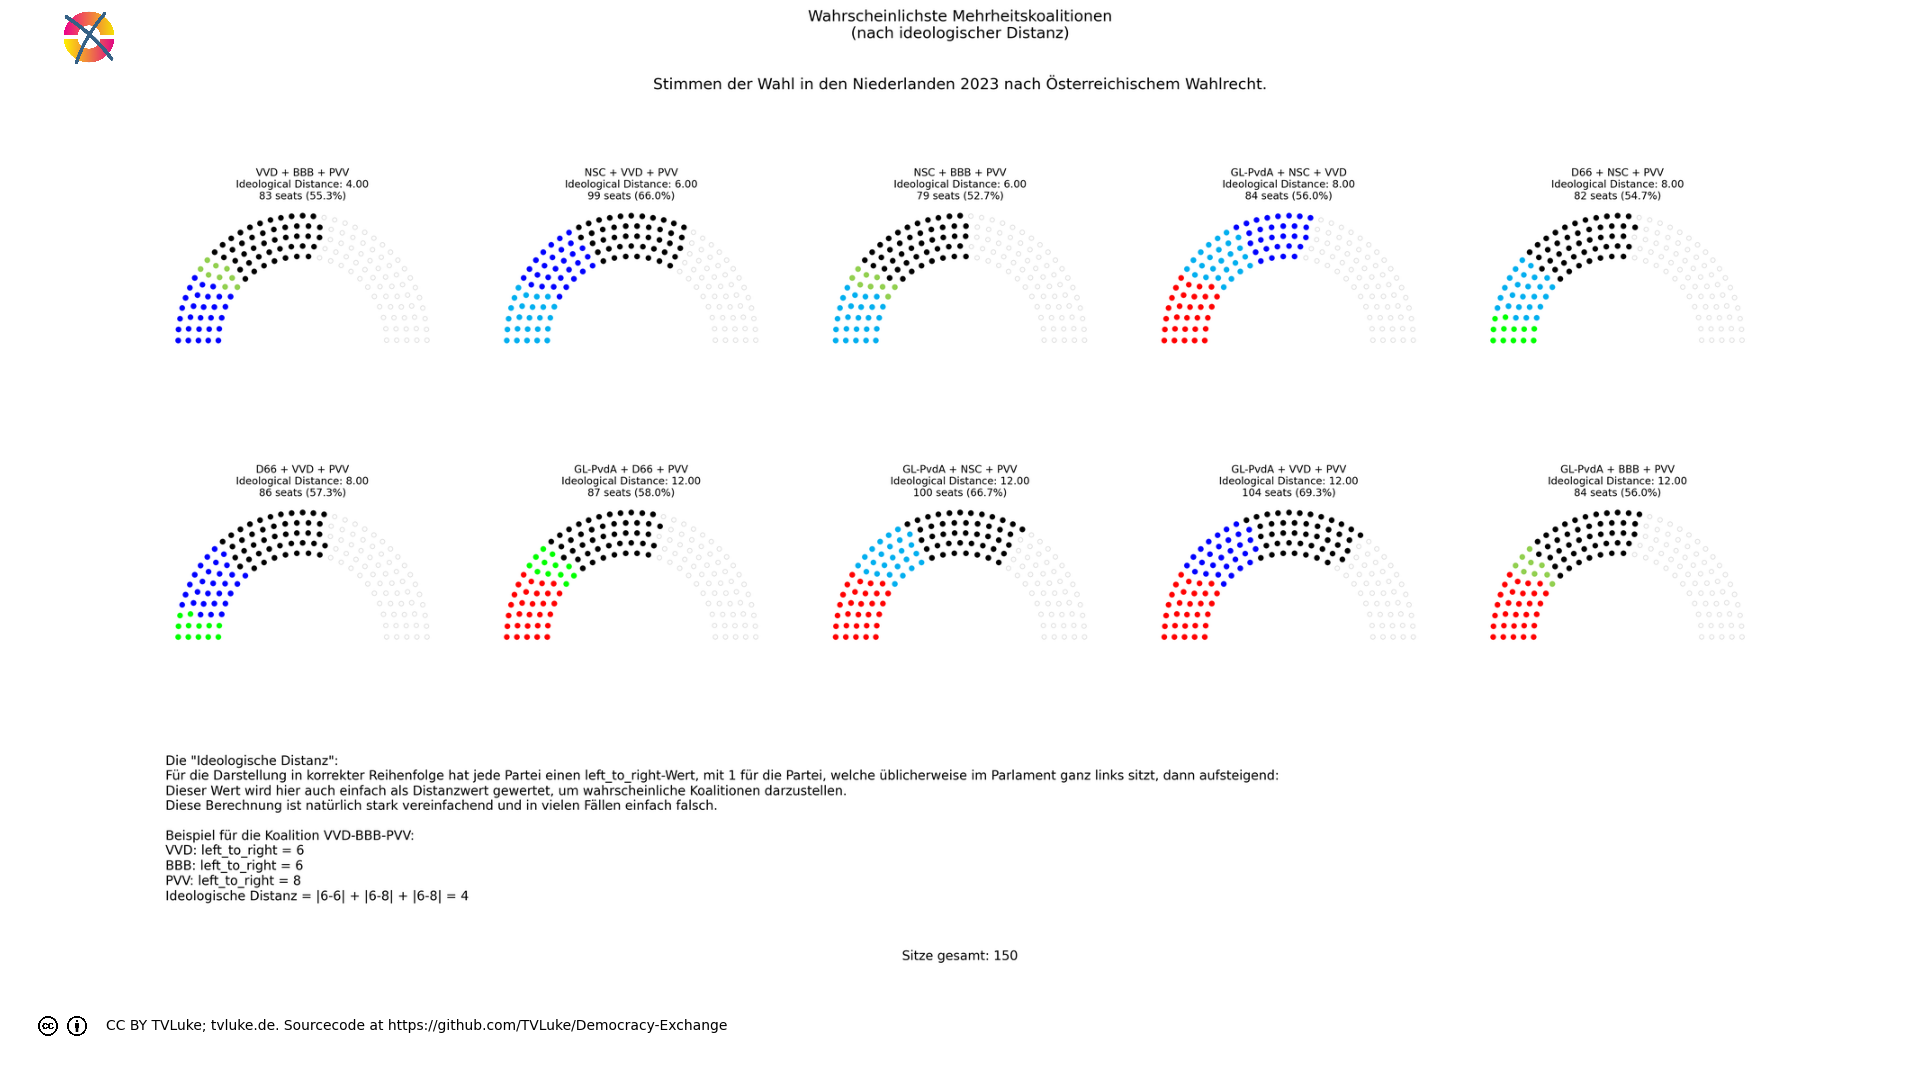 Wahrscheinlichste Mehrheitskoalitionen
(nach ideologischer Distanz)
Stimmen der Wahl in den Niederlanden 2023 nach Österreichischem Wahlrecht.
VVD + BBB + PVV
Ideological Distance: 4.00
83 seats (55.3%)
NSC + VVD + PVV
Ideological Distance: 6.00
99 seats (66.0%)
NSC + BBB + PVV
Ideological Distance: 6.00
79 seats (52.7%)
GL-PvdA + NSC + VVD
Ideological Distance: 8.00
84 seats (56.0%)
D66 + NSC + PVV
Ideological Distance: 8.00
82 seats (54.7%)
D66 + VVD + PVV
Ideological Distance: 8.00
86 seats (57.3%)
GL-PvdA + D66 + PVV
Ideological Distance: 12.00
87 seats (58.0%)
GL-PvdA + NSC + PVV
Ideological Distance: 12.00
100 seats (66.7%)
GL-PvdA + VVD + PVV
Ideological Distance: 12.00
104 seats (69.3%)
GL-PvdA + BBB + PVV
Ideological Distance: 12.00
84 seats (56.0%)
Die "Ideologische Distanz":
Für die Darstellung in korrekter Reihenfolge hat jede Partei einen left_to_right-Wert, mit 1 für die Partei, welche üblicherweise im Parlament ganz links sitzt, dann aufsteigend:
Dieser Wert wird hier auch einfach als Distanzwert gewertet, um wahrscheinliche Koalitionen darzustellen.
Diese Berechnung ist natürlich stark vereinfachend und in vielen Fällen einfach falsch.
Beispiel für die Koalition VVD-BBB-PVV:
VVD: left_to_right = 6
BBB: left_to_right = 6
PVV: left_to_right = 8
Ideologische Distanz = |6-6| + |6-8| + |6-8| = 4
Sitze gesamt: 150
cc CC BY TVLuke; tvluke.de. Sourcecode at https://github.com/TVLuke/Democracy-Exchange